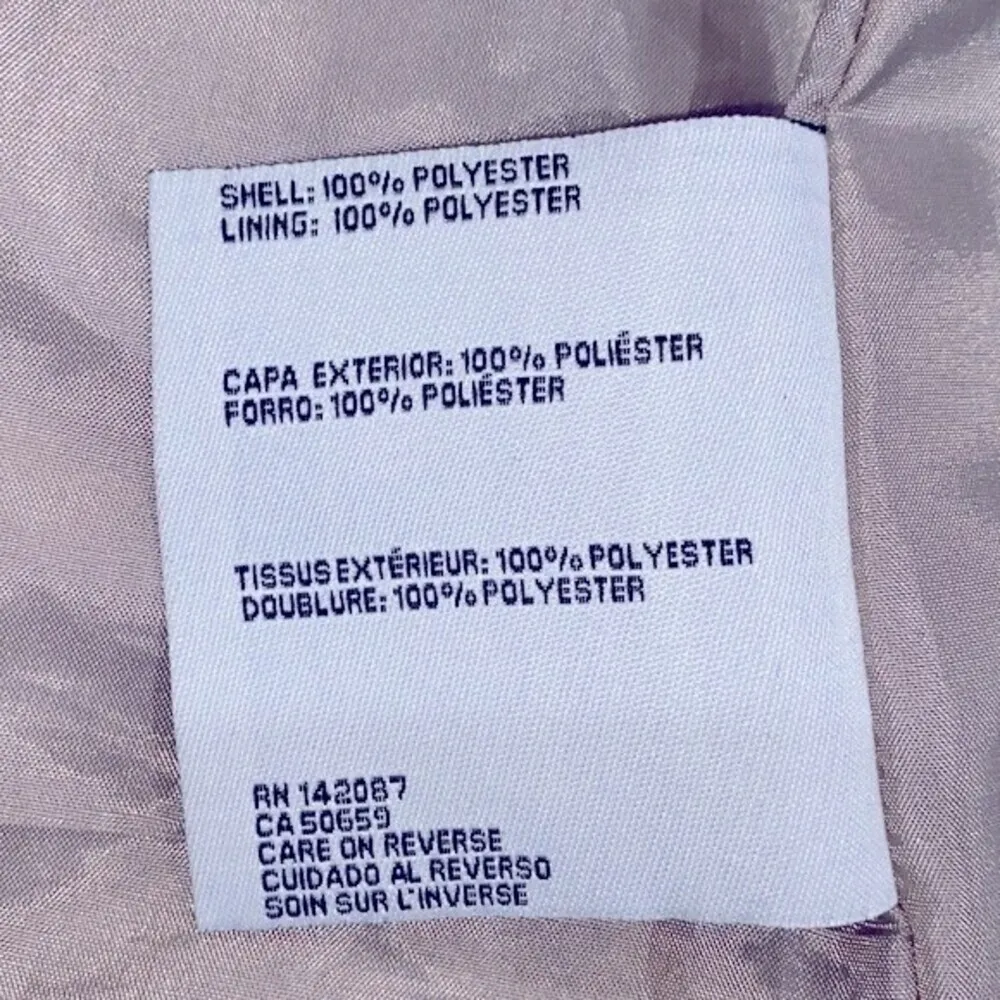 SHELL: 100% POLYESTER
LINING: 100% POLYESTER
CAPA EXTERIOR: 100% POLIÉSTER
FORRO: 100% POLIÉSTER
TISSUS EXTÉRIEUR: 100% POLYESTER
DOUBLURE: 100% POLYESTER
RN 142087
CA 50659
CARE ON REVERSE
CUIDADO AL REVERSO
SOIN SUR L'INVERSE